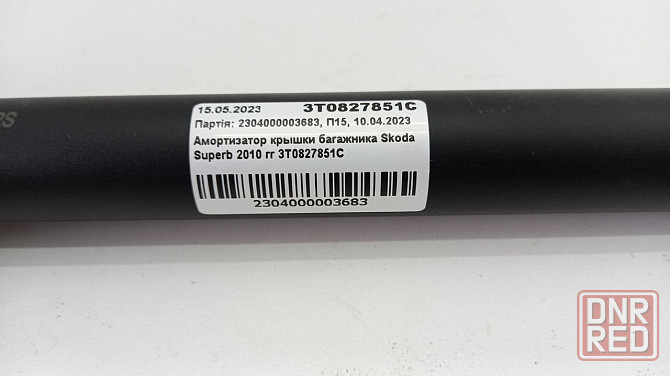 15.05.2023 3T0827851C
Партія: 2304000003683, П15, 10.04.2023
Амортизатор крышки багажника Skoda
Superb 2010 гг 3T0827851C
2304000003683
DNR
RED